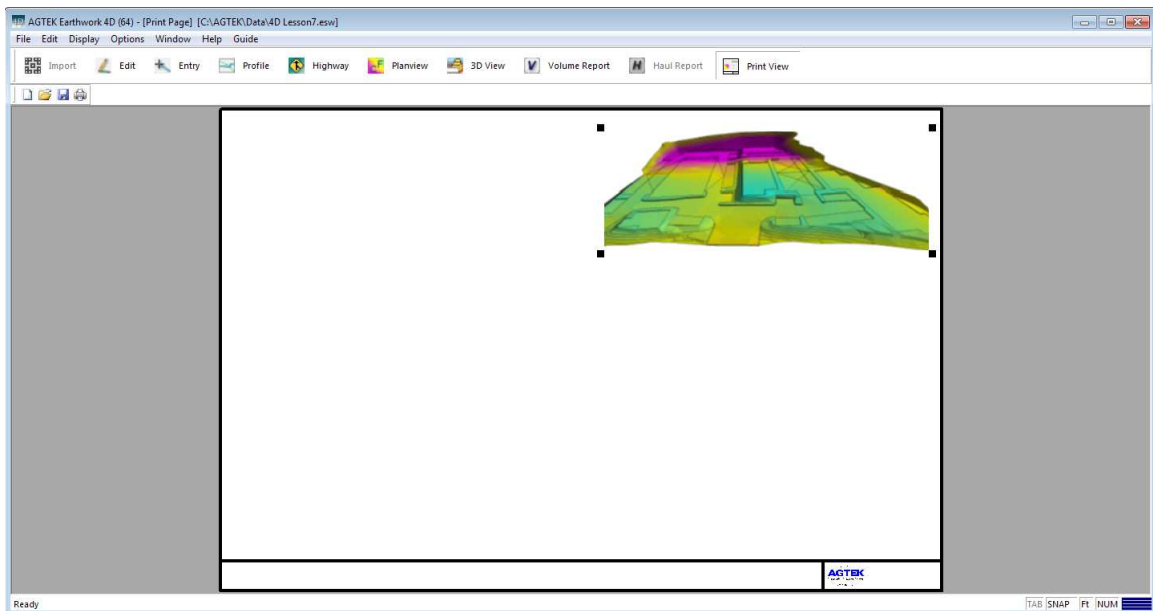 AGTEK Earthwork 4D (64) - [Print Page] [C:\AGTEK\Data\4D Lesson7.esw]
File Edit Display Options Window Help Guide
Import Edit Entry Profile Highway Planview 3D View Volume Report Haul Report Print View
AGTEK
Ready TAB SNAP Ft NUM